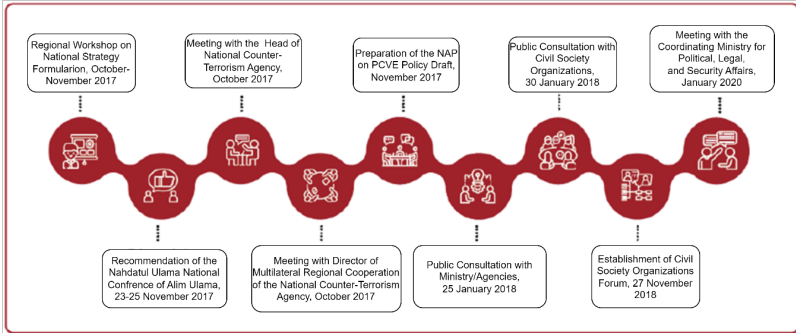 Regional Workshop on
National Strategy
Formularion, October-
November 2017
Meeting with the Head of
National Counter-
Terrorism Agency,
October 2017
Preparation of the NAP
on PCVE Policy Draft,
November 2017
Public Consultation with
Civil Society
Organizations,
30 January 2018
Meeting with the
Coordinating Ministry for
Political, Legal,
and Security Affairs,
January 2020
Recommendation of the
Nahdatul Ulama National
Confrence of Alim Ulama,
23-25 November 2017
Meeting with Director of
Multilateral Regional Cooperation
of the National Counter-Terrorism
Agency, October 2017
Public Consultation with
Ministry/Agencies,
25 January 2018
Establishment of Civil
Society Organizations
Forum, 27 November
2018